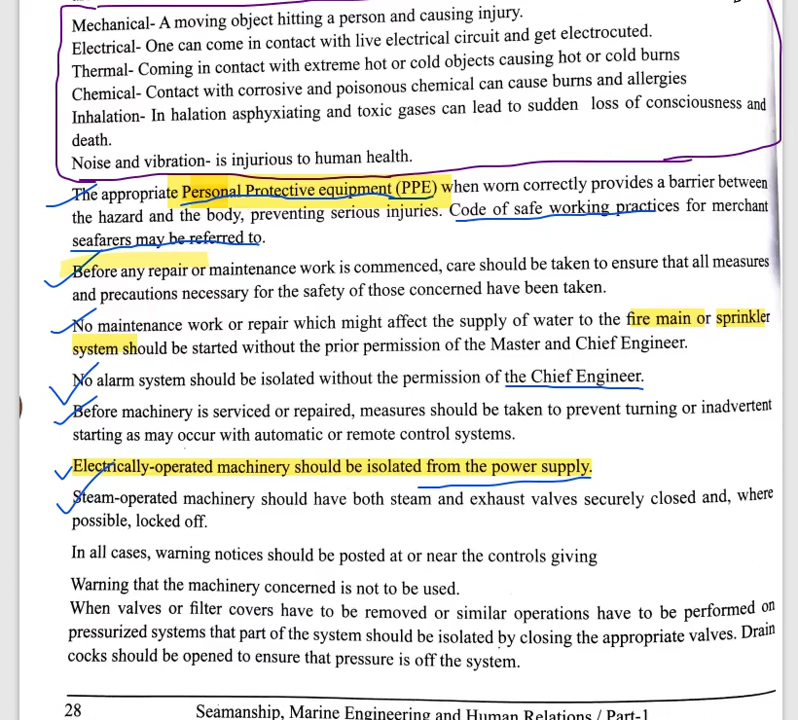 Mechanical- A moving object hitting a person and causing injury.
Electrical- One can come in contact with live electrical circuit and get electrocuted.
Thermal- Coming in contact with extreme hot or cold objects causing hot or cold burns
Chemical- Contact with corrosive and poisonous chemical can cause burns and allergies
Inhalation- In halation asphyxiating and toxic gases can lead to sudden loss of consciousness and
death.
Noise and vibration- is injurious to human health.
The appropriate Personal Protective equipment (PPE) when worn correctly provides a barrier between
the hazard and the body, preventing serious injuries. Code of safe working practices for merchant
seafarers may be referred to.
Before any repair or maintenance work is commenced, care should be taken to ensure that all measures
and precautions necessary for the safety of those concerned have been taken.
No maintenance work or repair which might affect the supply of water to the fire main or sprinkler
system should be started without the prior permission of the Master and Chief Engineer.
No alarm system should be isolated without the permission of the Chief Engineer.
Before machinery is serviced or repaired, measures should be taken to prevent turning or inadvertent
starting as may occur with automatic or remote control systems.
Electrically-operated machinery should be isolated from the power supply.
Steam-operated machinery should have both steam and exhaust valves securely closed and, where
possible, locked off.
In all cases, warning notices should be posted at or near the controls giving
Warning that the machinery concerned is not to be used.
When valves or filter covers have to be removed or similar operations have to be performed on
pressurized systems that part of the system should be isolated by closing the appropriate valves. Drain
cocks should be opened to ensure that pressure is off the system.
28 Seamanship, Marine Engineering and Human Relations / Part-1